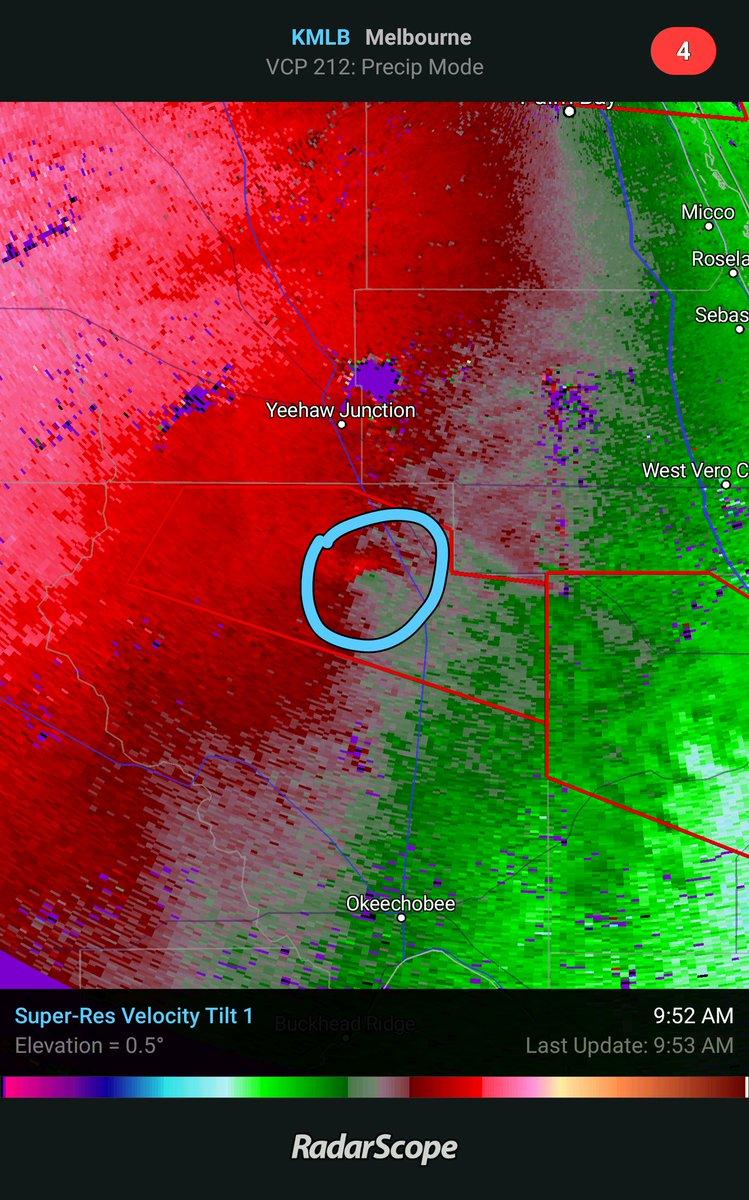 KMLB Melbourne
VCP 212: Precip Mode
4
Palm Bay
Micco
Rosela
Sebas
Yeehaw Junction
West Vero C
Okeechobee
Super-Res Velocity Tilt 1
9:52 AM
Buckhead Ridge
Elevation = 0.5°
Last Update: 9:53 AM
RadarScope